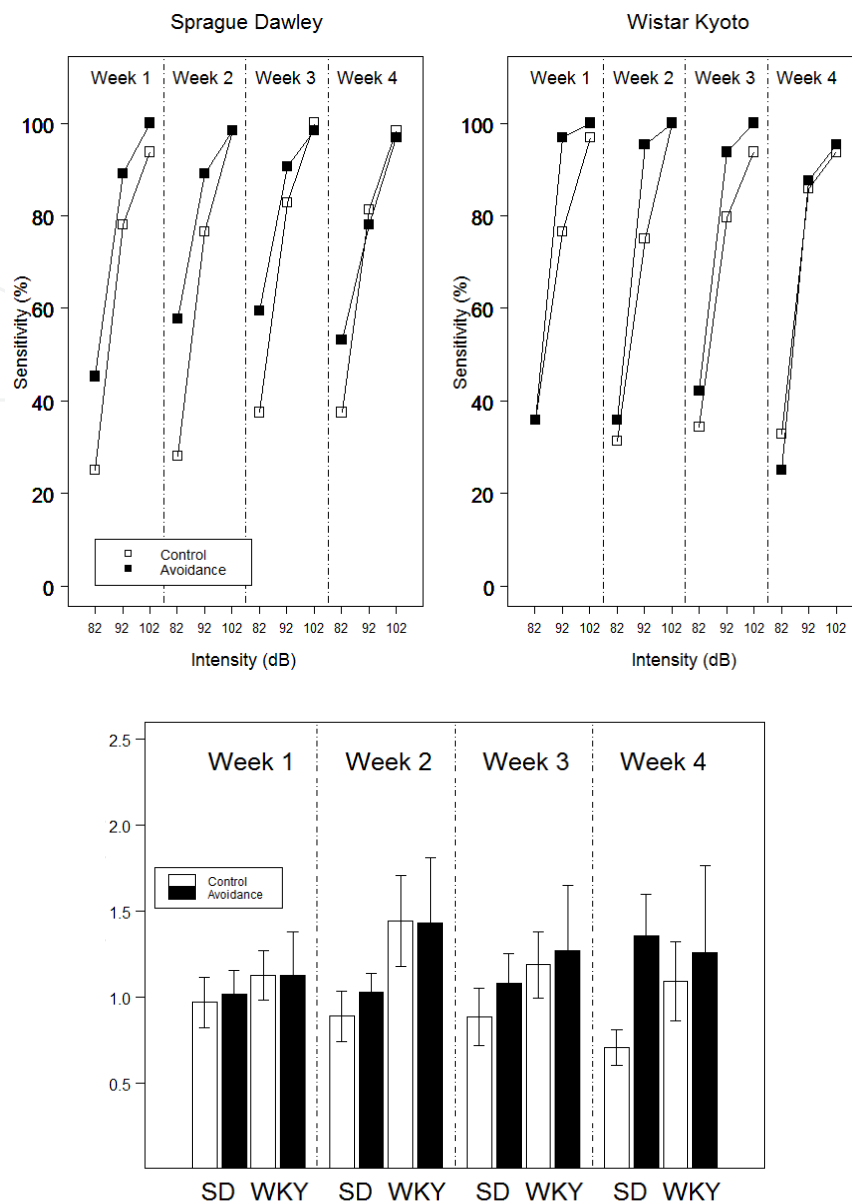 Sprague Dawley
Wistar Kyoto
Week 1 Week 2 Week 3 Week 4
Week 1 Week 2 Week 3 Week 4
100
80
60
40
20
0
Sensitivity (%)
100
80
60
40
20
0
Sensitivity (%)
Control
Avoidance
82 92 102 82 92 102 82 92 102 82 92 102
82 92 102 82 92 102 82 92 102 82 92 102
Intensity (dB)
Intensity (dB)
2.5
2.0
1.5
1.0
0.5
Week 1 Week 2 Week 3 Week 4
Control
Avoidance
SD WKY SD WKY SD WKY SD WKY